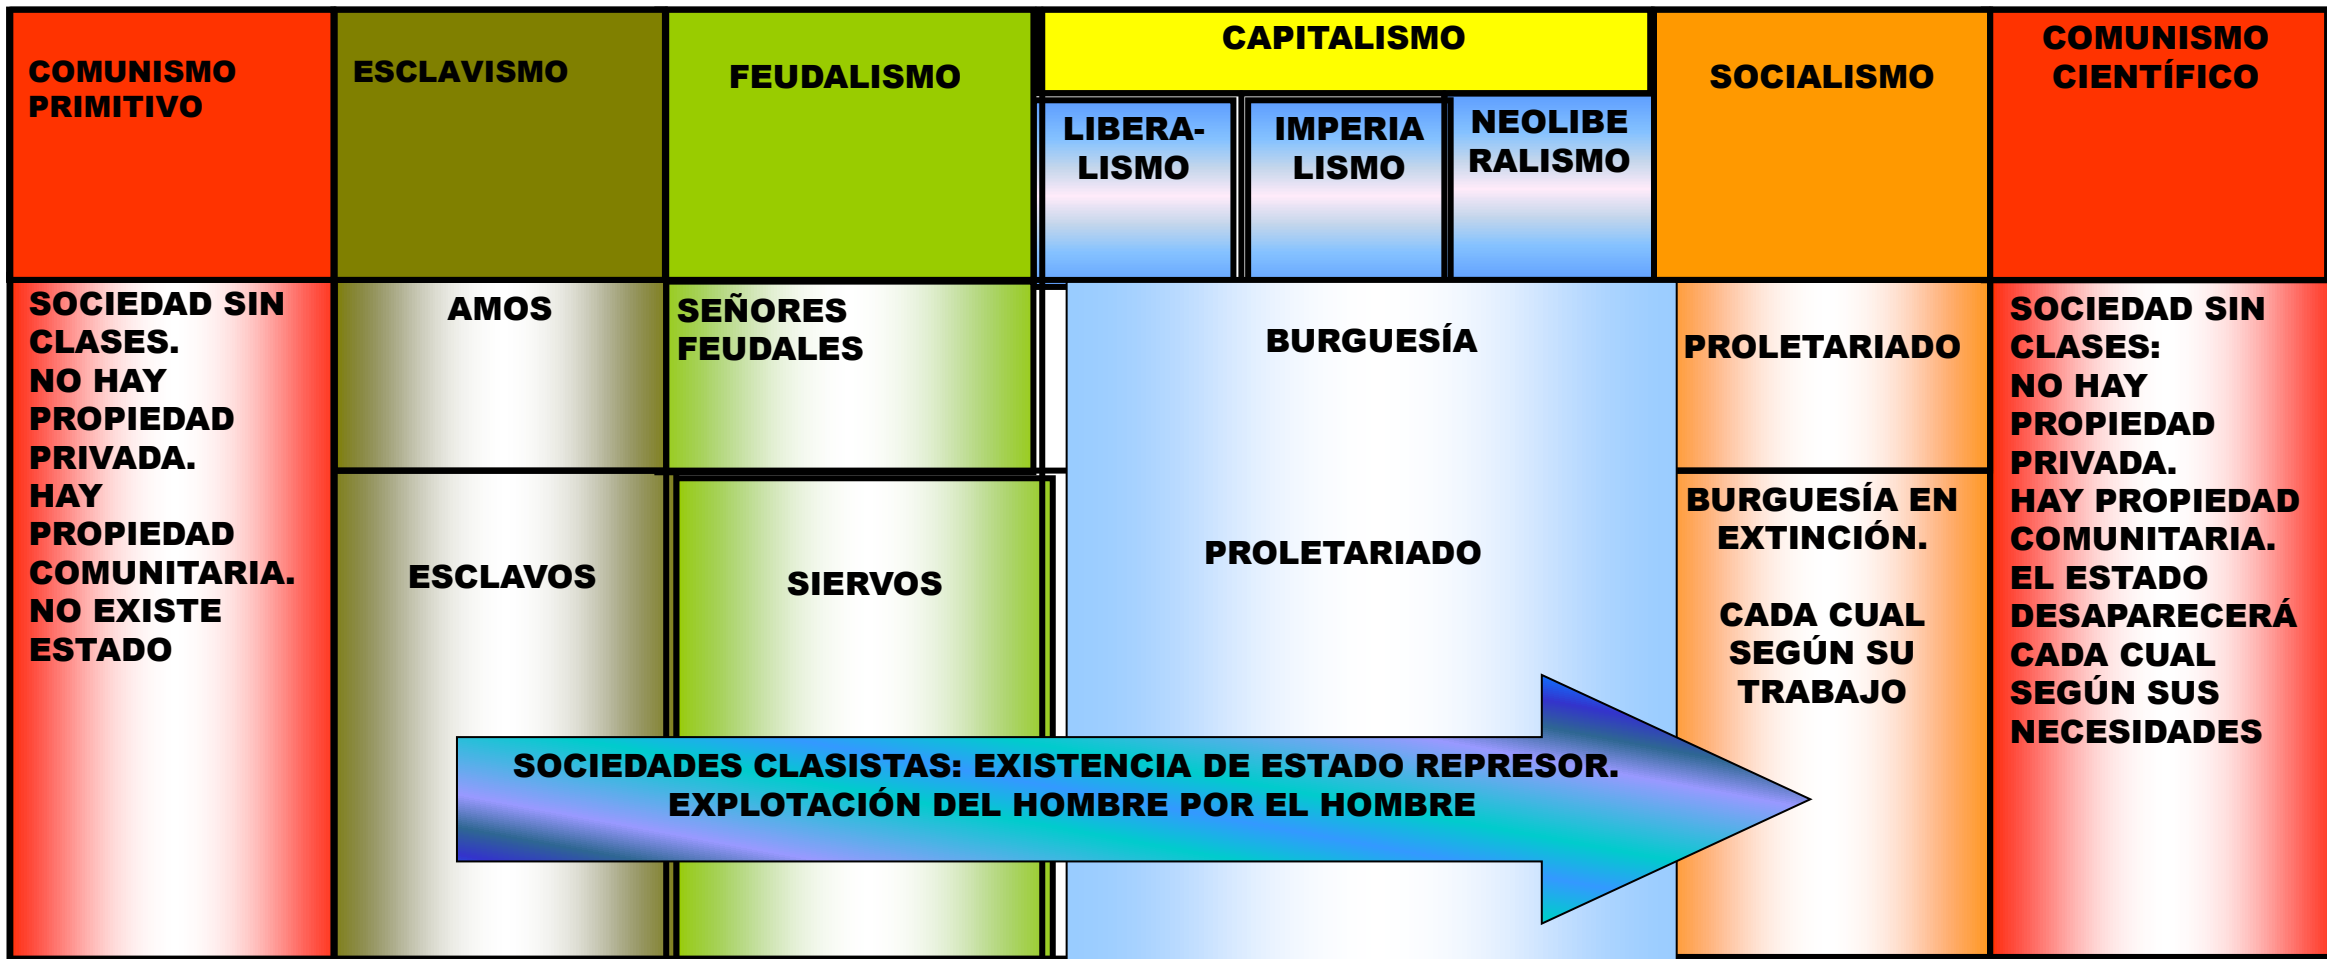 COMUNISMO
PRIMITIVO
ESCLAVISMO
FEUDALISMO
CAPITALISMO
LIBERA-
LISMO
IMPERIA
LISMO
NEOLIBE
RALISMO
SOCIALISMO
COMUNISMO
CIENTÍFICO
SOCIEDAD SIN
CLASES.
NO HAY
PROPIEDAD
PRIVADA.
HAY
PROPIEDAD
COMUNITARIA.
NO EXISTE
ESTADO
AMOS
ESCLAVOS
SEÑORES
FEUDALES
SIERVOS
BURGUESÍA
PROLETARIADO
PROLETARIADO
BURGUESÍA EN
EXTINCIÓN.
CADA CUAL
SEGÚN SU
TRABAJO
SOCIEDAD SIN
CLASES:
NO HAY
PROPIEDAD
PRIVADA.
HAY PROPIEDAD
COMUNITARIA.
EL ESTADO
DESAPARECERÁ
CADA CUAL
SEGÚN SUS
NECESIDADES
SOCIEDADES CLASISTAS: EXISTENCIA DE ESTADO REPRESOR.
EXPLOTACIÓN DEL HOMBRE POR EL HOMBRE